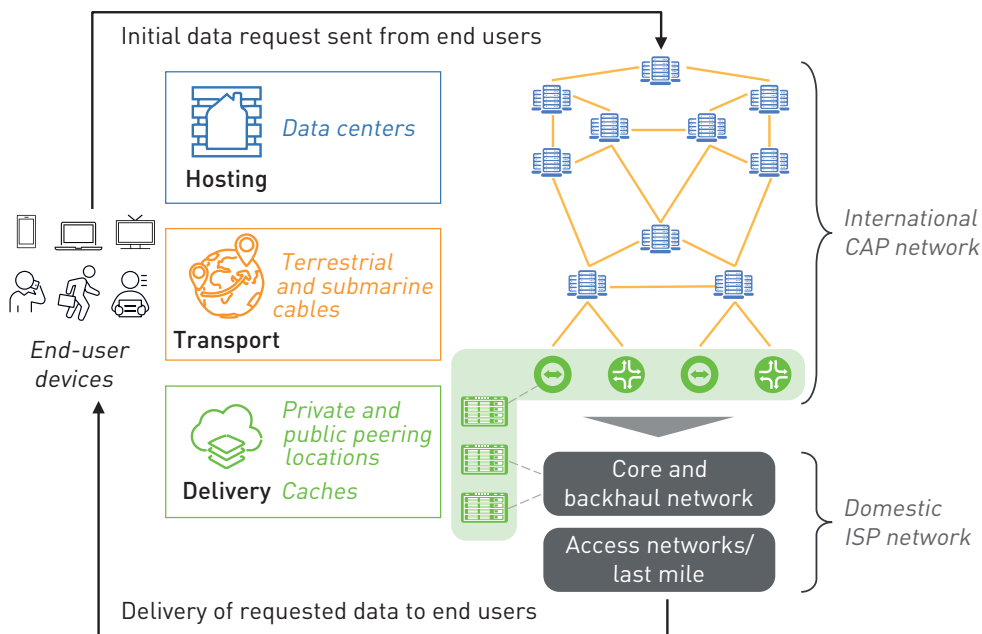 Initial data request sent from end users
Data centers
Hosting
Terrestrial
and submarine
cables
Transport
End-user
devices
Private and
public peering
locations
Delivery
Caches
International
CAP network
Core and
backhaul network
Access networks/
last mile
Domestic
ISP network
Delivery of requested data to end users